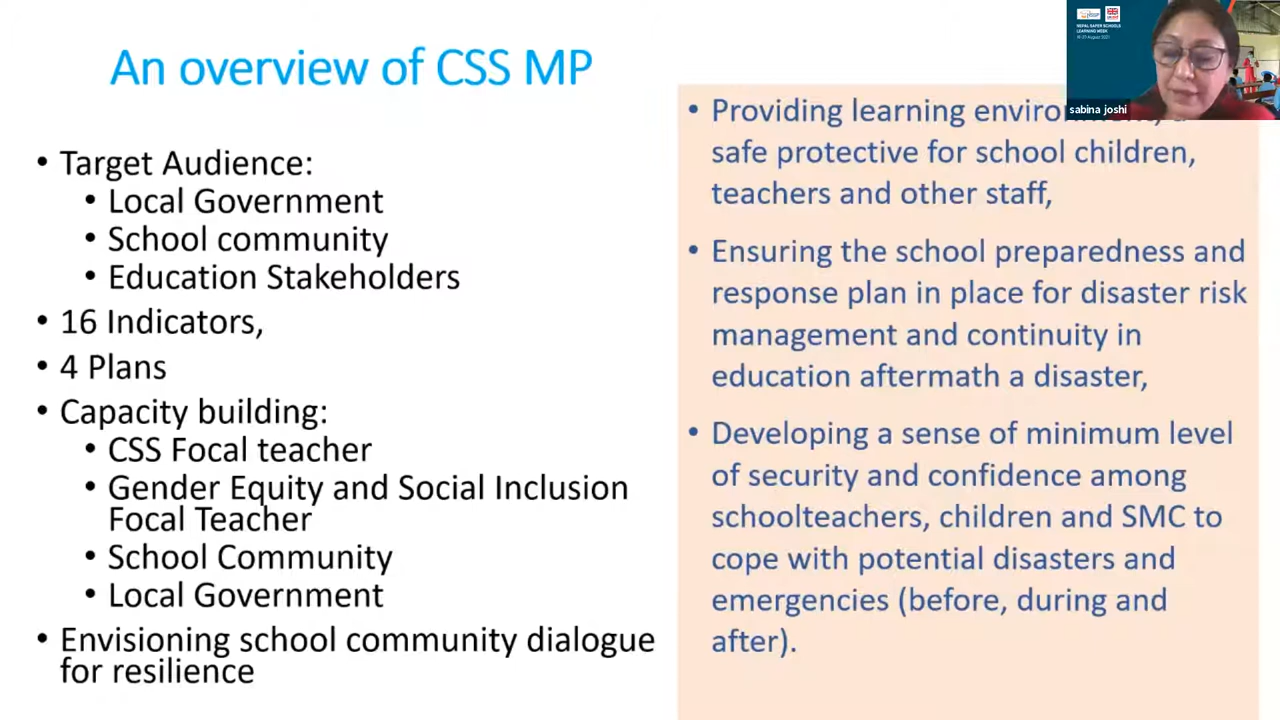 An overview of CSS MP
• Target Audience:
• Local Government
• School community
• Education Stakeholders
• 16 Indicators,
• 4 Plans
• Capacity building:
• CSS Focal teacher
• Gender Equity and Social Inclusion
Focal Teacher
• School Community
• Local Government
• Envisioning school community dialogue
for resilience
• Providing learning
safe protective for school children,
teachers and other staff,
• Ensuring the school preparedness and
response plan in place for disaster risk
management and continuity in
education aftermath a disaster,
• Developing a sense of minimum level
of security and confidence among
schoolteachers, children and SMC to
cope with potential disasters and
emergencies (before, during and
after).
NEPAL SAFER SCHOOLS
LEARNING WEEK
sabina joshi